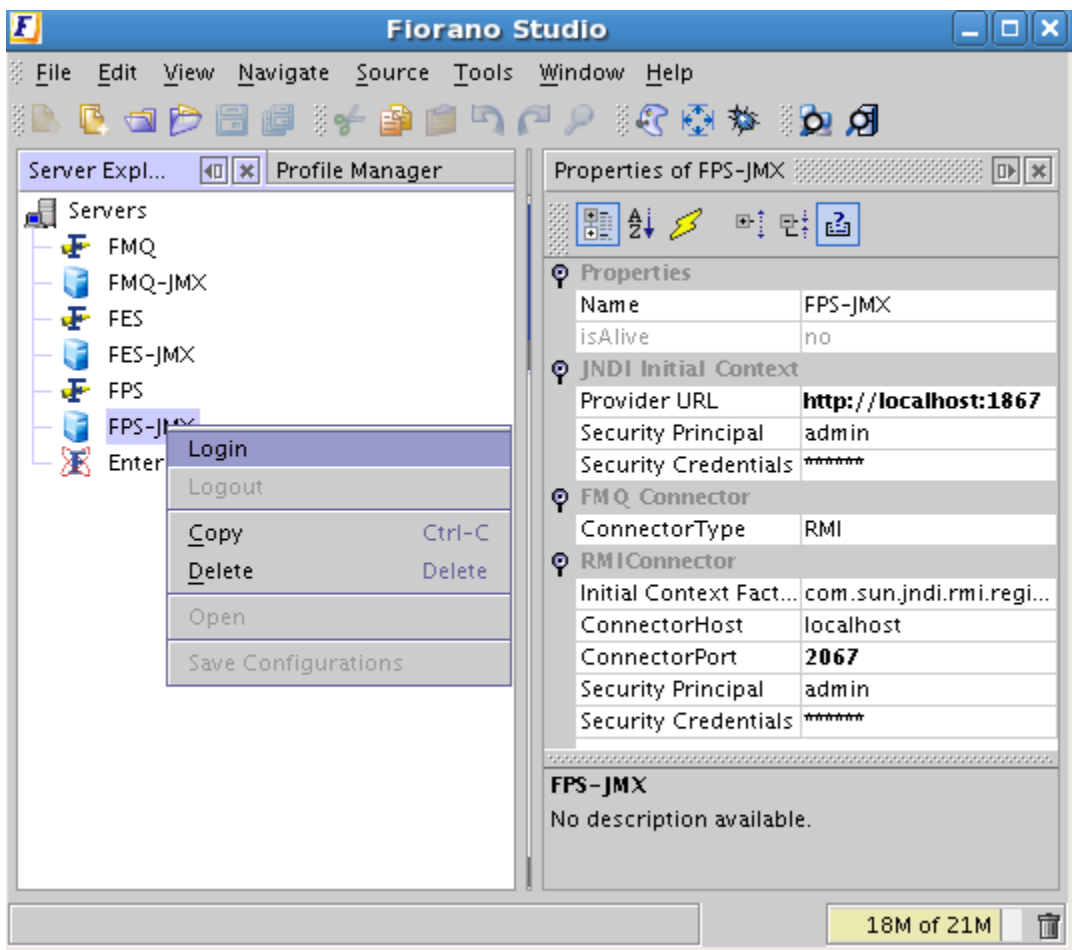 Fiorano Studio
File Edit View Navigate Source Tools Window Help
Server Expl...
Profile Manager
Servers
FMQ
FMQ-JMX
FES
FES-JMX
FPS
FPS-JMX
Enter
Login
Logout
Copy Ctrl-C
Delete Delete
Open
Save Configurations
Properties of FPS-JMX
Properties
Name FPS-JMX
isAlive no
JNDI Initial Context
Provider URL http://localhost:1867
Security Principal admin
Security Credentials ******
FMQ Connector
ConnectorType RMI
RMIConnector
Initial Context Fact... com.sun.jndi.rmi.regi...
ConnectorHost localhost
ConnectorPort 2067
Security Principal admin
Security Credentials ******
FPS-JMX
No description available.
18M of 21M